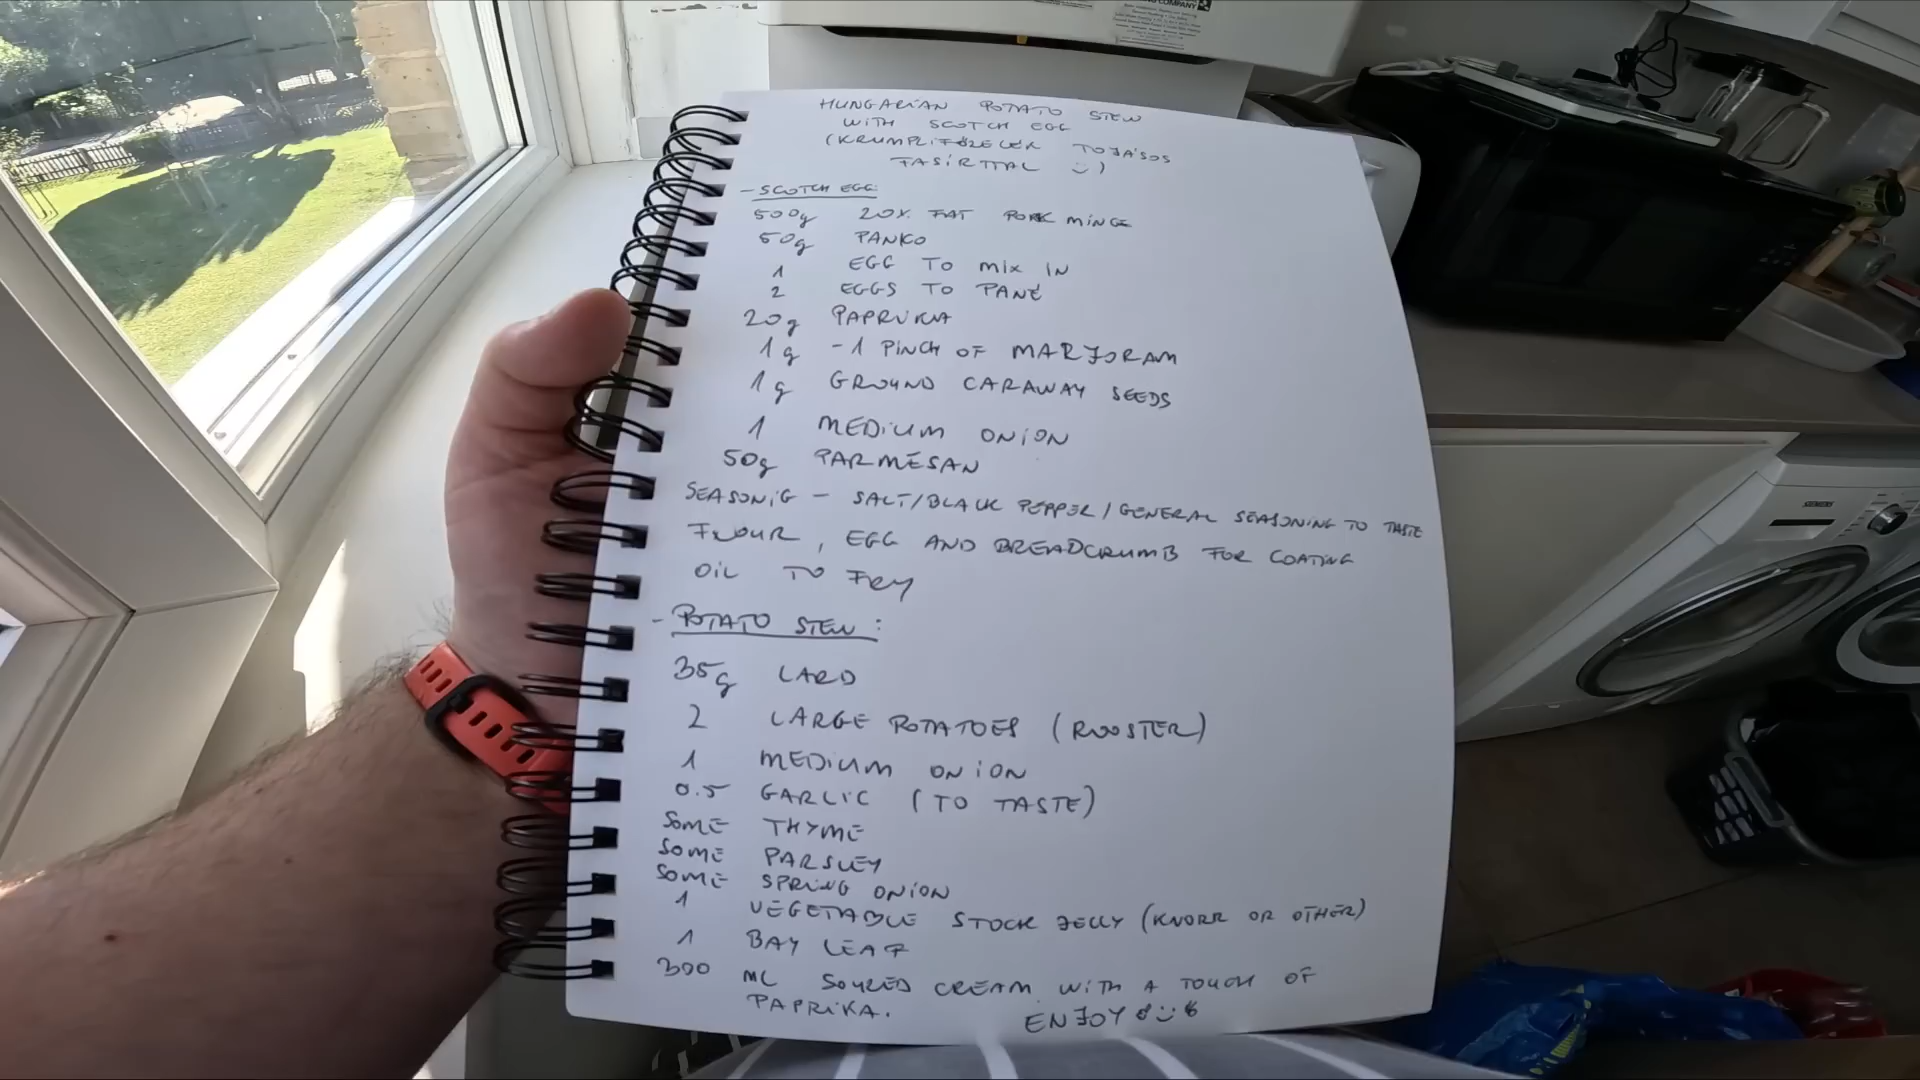 COMPANY
HUNGARIAN POTATO STEW
WITH SCOTCH EGG
(KRUMPLIFŐZELÉK TOJÁSOS
FASÍRTTAL :))
- SCOTCH EGG:
500g 20% FAT PORK MINCE
50g PANKO
1 EGG TO MIX IN
2 EGGS TO PANÉ
20g PAPRIKA
1g - 1 PINCH OF MARJORAM
1g GROUND CARAWAY SEEDS
1 MEDIUM ONION
50g PARMESAN
SEASONIG - SALT/BLACK PEPPER/GENERAL SEASONING TO TASTE
FLOUR, EGG AND BREADCRUMB FOR COATING
OIL TO FRY
- POTATO STEW:
35g LARD
2 LARGE POTATOES (ROOSTER)
1 MEDIUM ONION
0.5 GARLIC (TO TASTE)
SOME THYME
SOME PARSLEY
SOME SPRING ONION
1 VEGETABLE STOCK JELLY (KNORR OR OTHER)
1 BAY LEAF
300 ML SOURED CREAM WITH A TOUCH OF
PAPRIKA.
ENJOY
SIEMENS